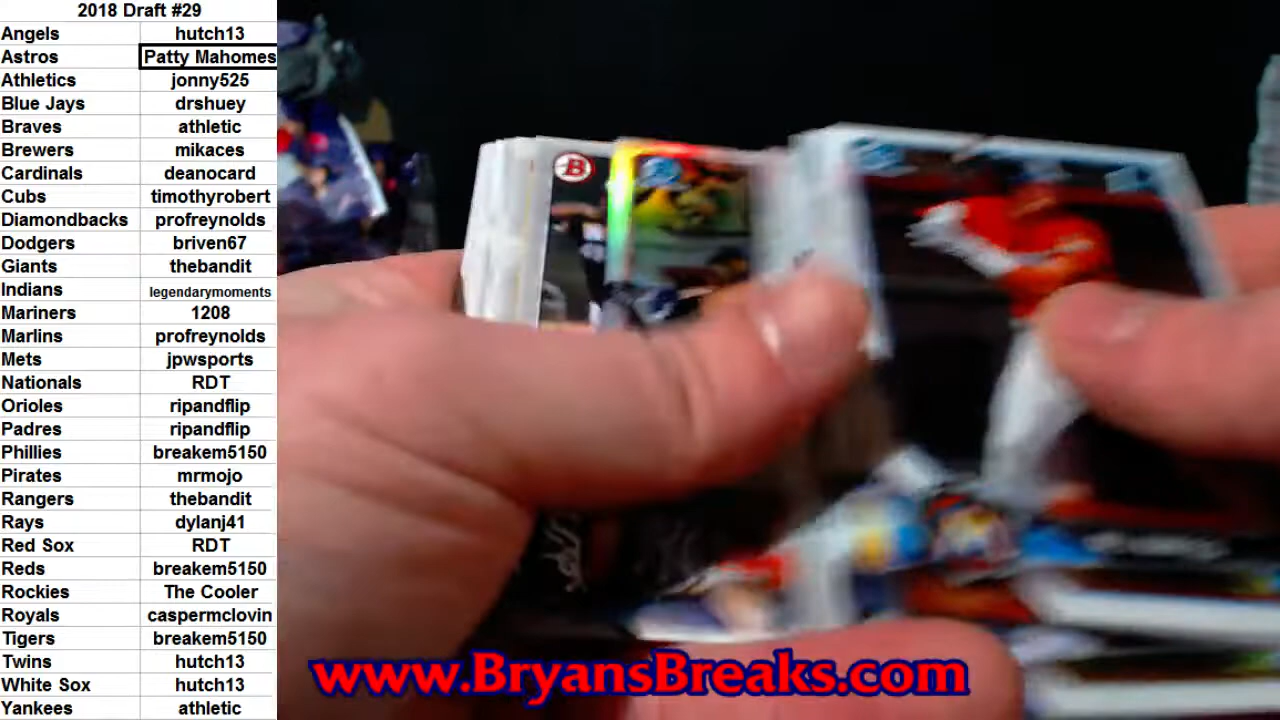 2018 Draft #29
Angels hutch13
Astros Patty Mahomes
Athletics jonny525
Blue Jays drshuey
Braves athletic
Brewers mikaces
Cardinals deanocard
Cubs timothyrobert
Diamondbacks profreynolds
Dodgers briven67
Giants thebandit
Indians legendarymoments
Mariners 1208
Marlins profreynolds
Mets jpwsports
Nationals RDT
Orioles ripandflip
Padres ripandflip
Phillies breakem5150
Pirates mrmojo
Rangers thebandit
Rays dylanj41
Red Sox RDT
Reds breakem5150
Rockies The Cooler
Royals caspermclovin
Tigers breakem5150
Twins hutch13
White Sox hutch13
Yankees athletic
B
www.BryansBreaks.com